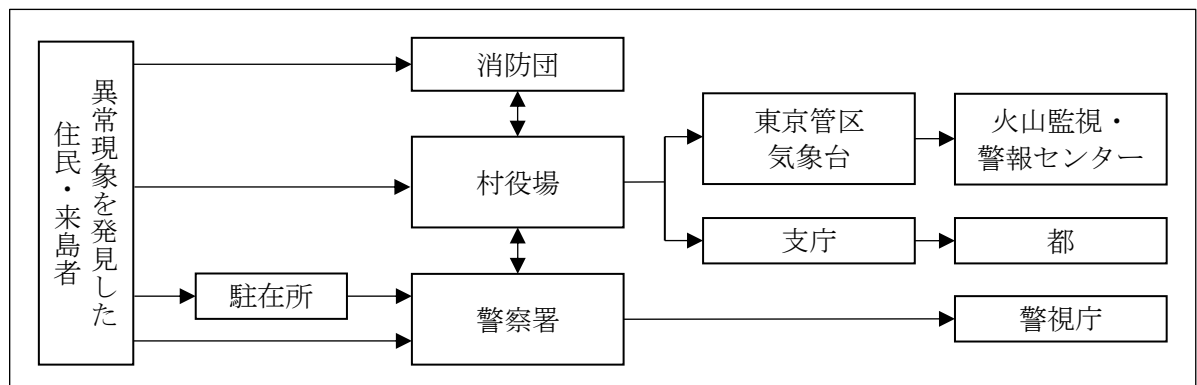 異常現象を発見した
住民・来島者
消防団
村役場
駐在所
警察署
東京管区
気象台
火山監視・
警報センター
支庁
都
警視庁